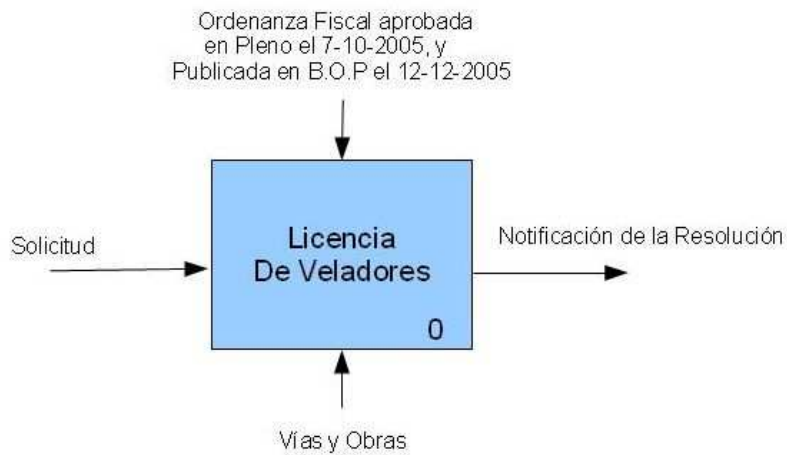 Ordenanza Fiscal aprobada
en Pleno el 7-10-2005, y
Publicada en B.O.P el 12-12-2005
Solicitud
Licencia
De Veladores
0
Notificación de la Resolución
Vías y Obras